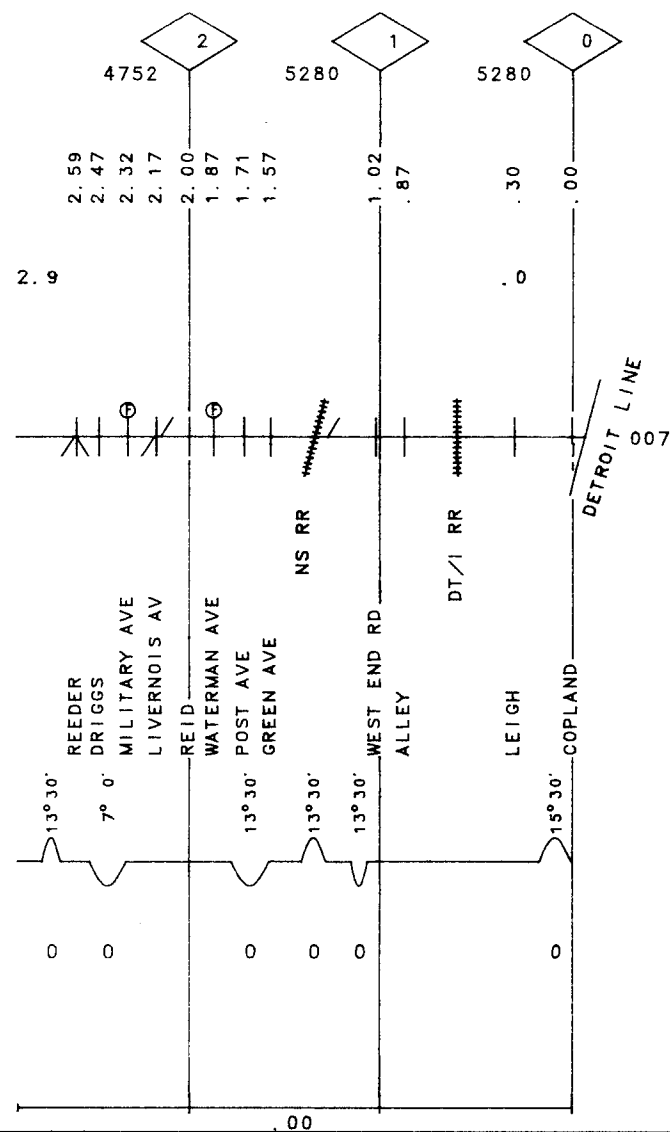 2
1
0
4752
5280
5280
2.59
2.47
2.32
2.17
2.00
1.87
1.71
1.57
1.02
.87
.30
.00
2.9
.0
F
F
DETROIT LINE
007
NS RR
DT/I RR
REEDER
DRIGGS
MILITARY AVE
LIVERNOIS AV
REID
WATERMAN AVE
POST AVE
GREEN AVE
WEST END RD
ALLEY
LEIGH
COPLAND
13°30'
7° 0'
13°30'
13°30'
13°30'
15°30'
0
0
0
0
0
0
.00